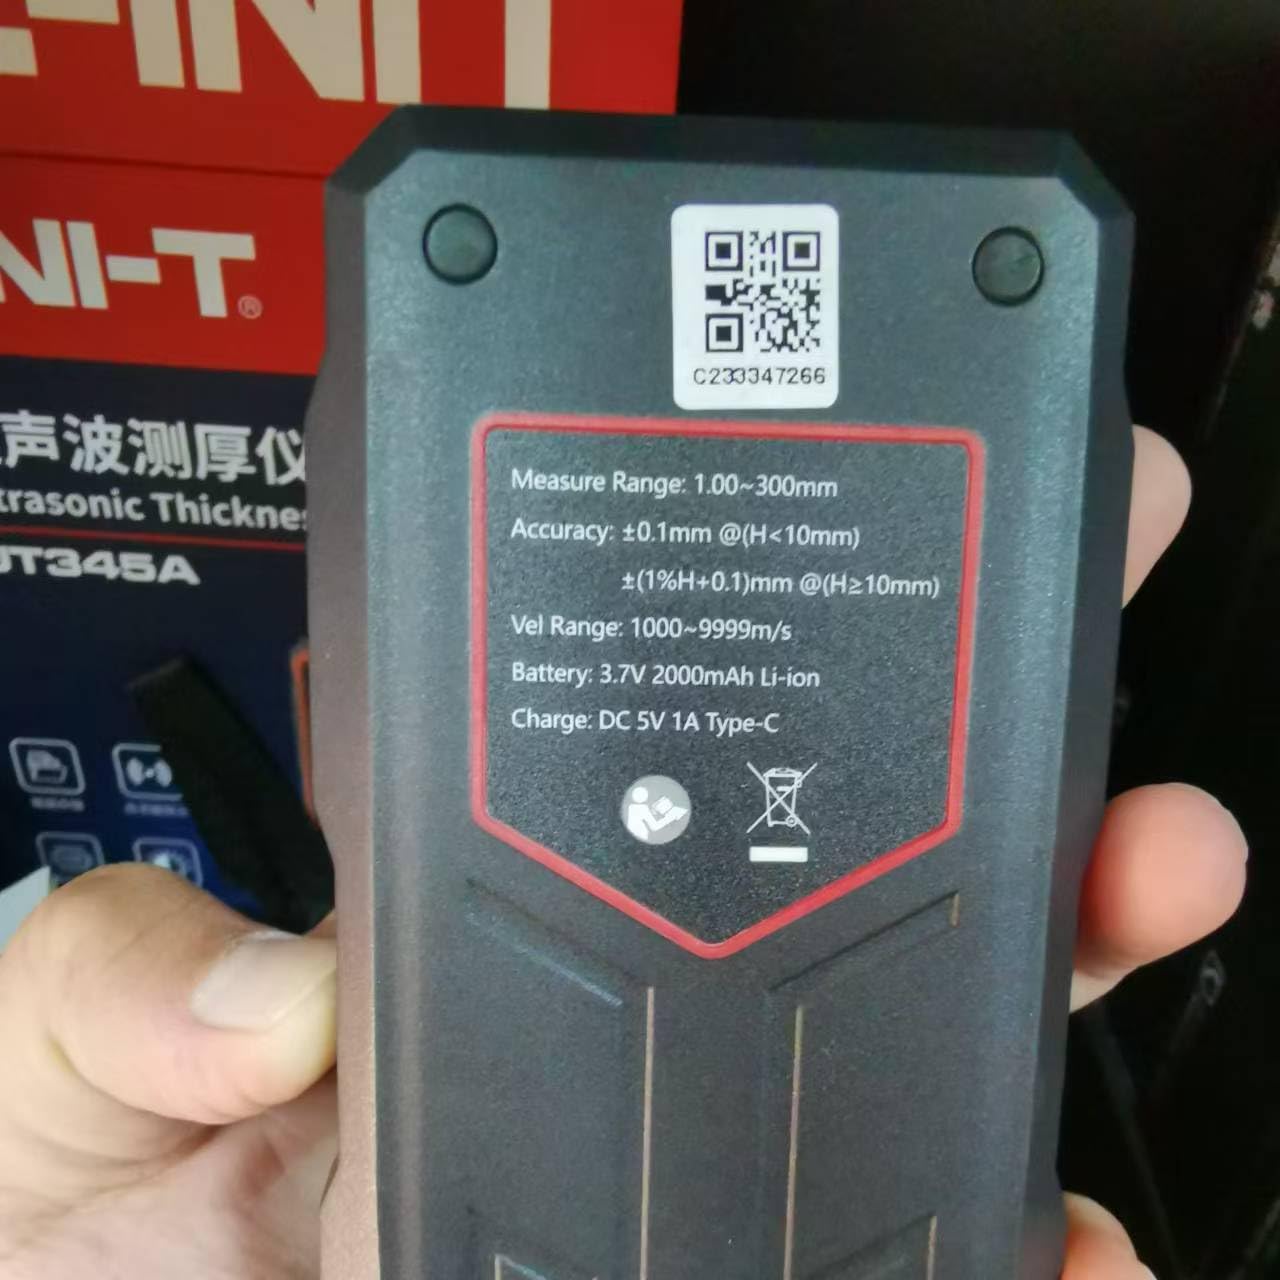 UNI-T®
声波测厚仪
trasonic Thicknes
UT345A
C233347266
Measure Range: 1.00~300mm
Accuracy: ±0.1mm @(H<10mm)
±(1%H+0.1)mm @(H≥10mm)
Vel Range: 1000~9999m/s
Battery: 3.7V 2000mAh Li-ion
Charge: DC 5V 1A Type-C